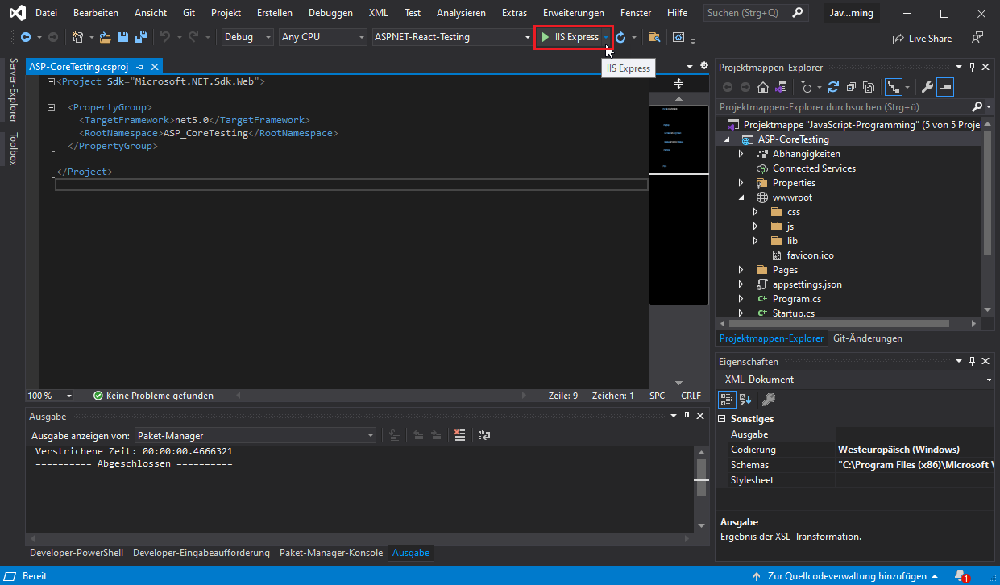 Datei Bearbeiten Ansicht Git Projekt Erstellen Debuggen XML Test Analysieren Extras Erweiterungen Fenster Hilfe Suchen (Strg+Q) Jav...ming
Debug Any CPU ASPNET-React-Testing IIS Express Live Share
IIS Express
Server-Explorer
Toolbox
ASP-CoreTesting.csproj
<Project Sdk="Microsoft.NET.Sdk.Web">
<PropertyGroup>
<TargetFramework>net5.0</TargetFramework>
<RootNamespace>ASP_CoreTesting</RootNamespace>
</PropertyGroup>
</Project>
100 % Keine Probleme gefunden Zeile: 9 Zeichen: 1 SPC CRLF
Ausgabe
Ausgabe anzeigen von: Paket-Manager
Verstrichene Zeit: 00:00:00.4666321
========== Abgeschlossen ==========
Developer-PowerShell Developer-Eingabeaufforderung Paket-Manager-Konsole Ausgabe
Projektmappen-Explorer
Projektmappen-Explorer durchsuchen (Strg+ü)
Projektmappe "JavaScript-Programming" (5 von 5 Proje
ASP-CoreTesting
Abhängigkeiten
Connected Services
Properties
wwwroot
css
js
lib
favicon.ico
Pages
appsettings.json
C# Program.cs
C# Startup.cs
Projektmappen-Explorer Git-Änderungen
Eigenschaften
XML-Dokument
Sonstiges
Ausgabe
Codierung Westeuropäisch (Windows)
Schemas "C:\Program Files (x86)\Microsoft V
Stylesheet
Ausgabe
Ergebnis der XSL-Transformation.
Bereit Zur Quellcodeverwaltung hinzufügen 1